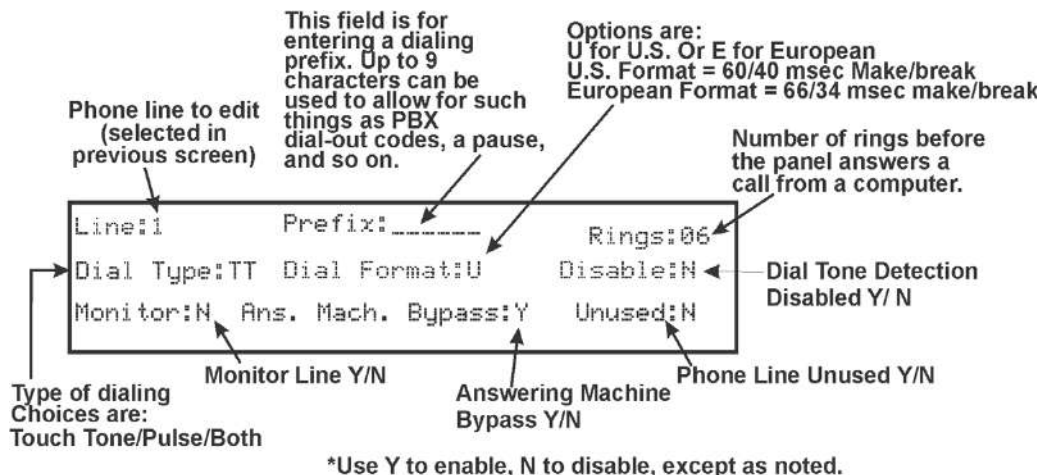 This field is for
entering a dialing
prefix. Up to 9
characters can be
used to allow for such
things as PBX
dial-out codes, a pause,
and so on.
Options are:
U for U.S. Or E for European
U.S. Format = 60/40 msec Make/break
European Format = 66/34 msec make/break
Phone line to edit
(selected in
previous screen)
Number of rings before
the panel answers a
call from a computer.
Line:1 Prefix:______ Rings:06
Dial Type:TT Dial Format:U Disable:N
Monitor:N Ans. Mach. Bypass:Y Unused:N
Dial Tone Detection
Disabled Y/ N
Type of dialing
Choices are:
Touch Tone/Pulse/Both
Monitor Line Y/N
Answering Machine
Bypass Y/N
Phone Line Unused Y/N
*Use Y to enable, N to disable, except as noted.